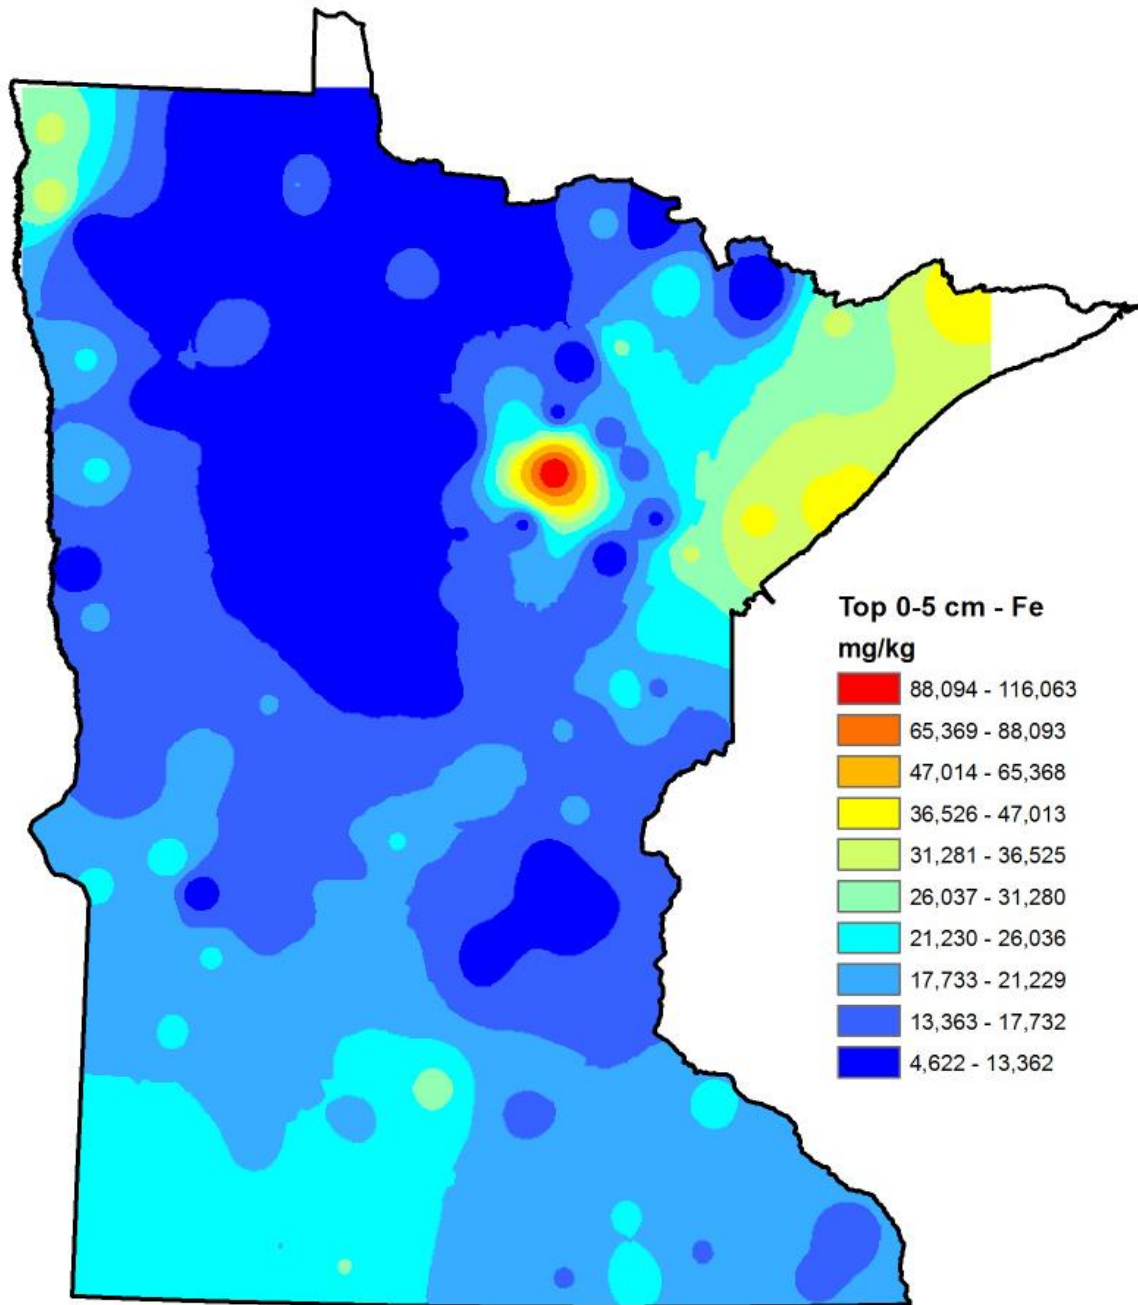 Top 0-5 cm - Fe
mg/kg
88,094 - 116,063
65,369 - 88,093
47,014 - 65,368
36,526 - 47,013
31,281 - 36,525
26,037 - 31,280
21,230 - 26,036
17,733 - 21,229
13,363 - 17,732
4,622 - 13,362